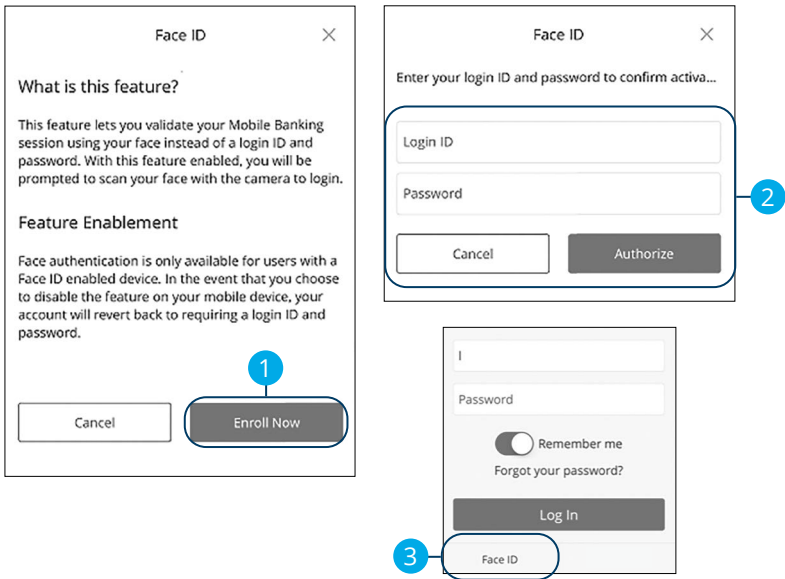 Face ID
What is this feature?
This feature lets you validate your Mobile Banking
session using your face instead of a login ID and
password. With this feature enabled, you will be
prompted to scan your face with the camera to login.
Feature Enablement
Face authentication is only available for users with a
Face ID enabled device. In the event that you choose
to disable the feature on your mobile device, your
account will revert back to requiring a login ID and
password.
1
Cancel
Enroll Now
Face ID
Enter your login ID and password to confirm activa...
Login ID
Password
2
Cancel
Authorize
I
Password
Remember me
Forgot your password?
Log In
3
Face ID